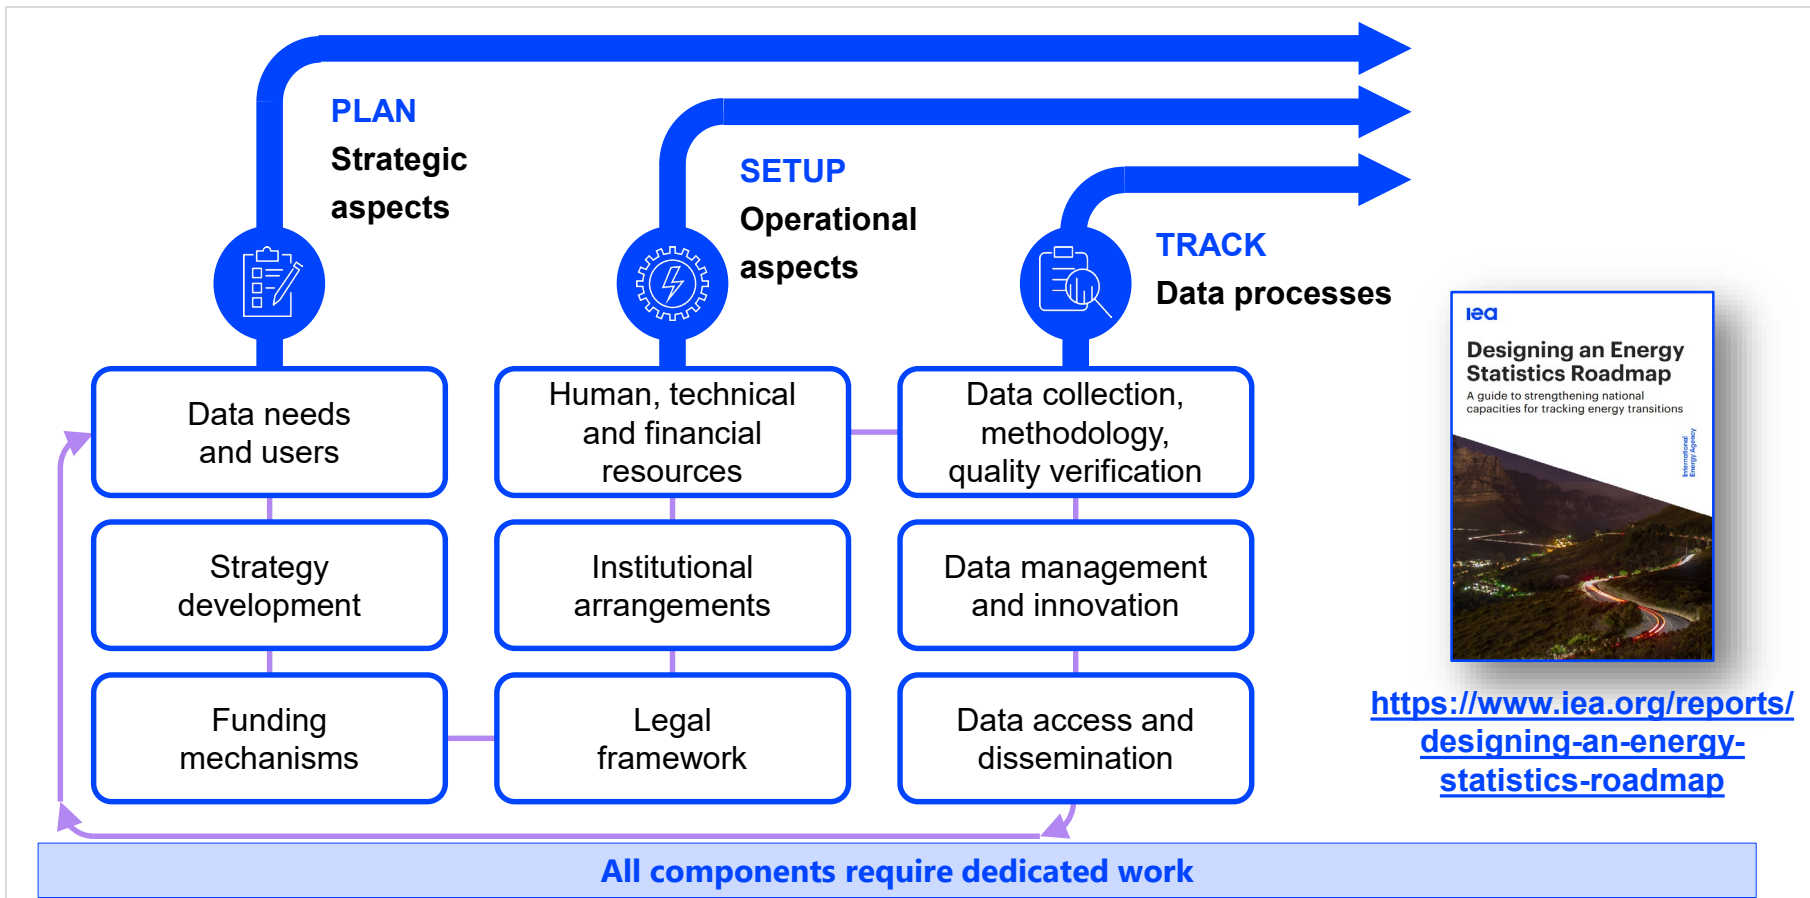 PLAN
Strategic
aspects
SETUP
Operational
aspects
TRACK
Data processes
Data needs
and users
Strategy
development
Funding
mechanisms
Human, technical
and financial
resources
Institutional
arrangements
Legal
framework
Data collection,
methodology,
quality verification
Data management
and innovation
Data access and
dissemination
iea
Designing an Energy
Statistics Roadmap
A guide to strengthening national
capacities for tracking energy transitions
International
Energy Agency
https://www.iea.org/reports/
designing-an-energy-
statistics-roadmap
All components require dedicated work